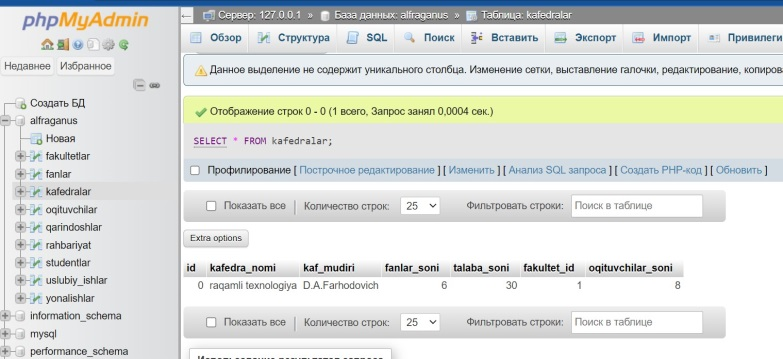 phpMyAdmin
Недавнее Избранное
Создать БД
alfraganus
Новая
fakultetlar
fanlar
kafedralar
oqituvchilar
qarindoshlar
rahbariyat
studentlar
uslubiy_ishlar
yonalishlar
information_schema
mysql
performance_schema
Сервер: 127.0.0.1 » База данных: alfraganus » Таблица: kafedralar
Обзор Структура SQL Поиск Вставить Экспорт Импорт Привилеги
Данное выделение не содержит уникального столбца. Изменение сетки, выставление галочки, редактирование, копиров
Отображение строк 0 - 0 (1 всего, Запрос занял 0,0004 сек.)
SELECT * FROM kafedralar;
Профилирование [ Построчное редактирование ] [ Изменить ] [ Анализ SQL запроса ] [ Создать PHP-код ] [ Обновить ]
Показать все | Количество строк: 25 Фильтровать строки: Поиск в таблице
Extra options
id kafedra_nomi kaf_mudiri fanlar_soni talaba_soni fakultet_id oqituvchilar_soni
0 raqamli texnologiya D.A.Farhodovich 6 30 1 8
Показать все | Количество строк: 25 Фильтровать строки: Поиск в таблице